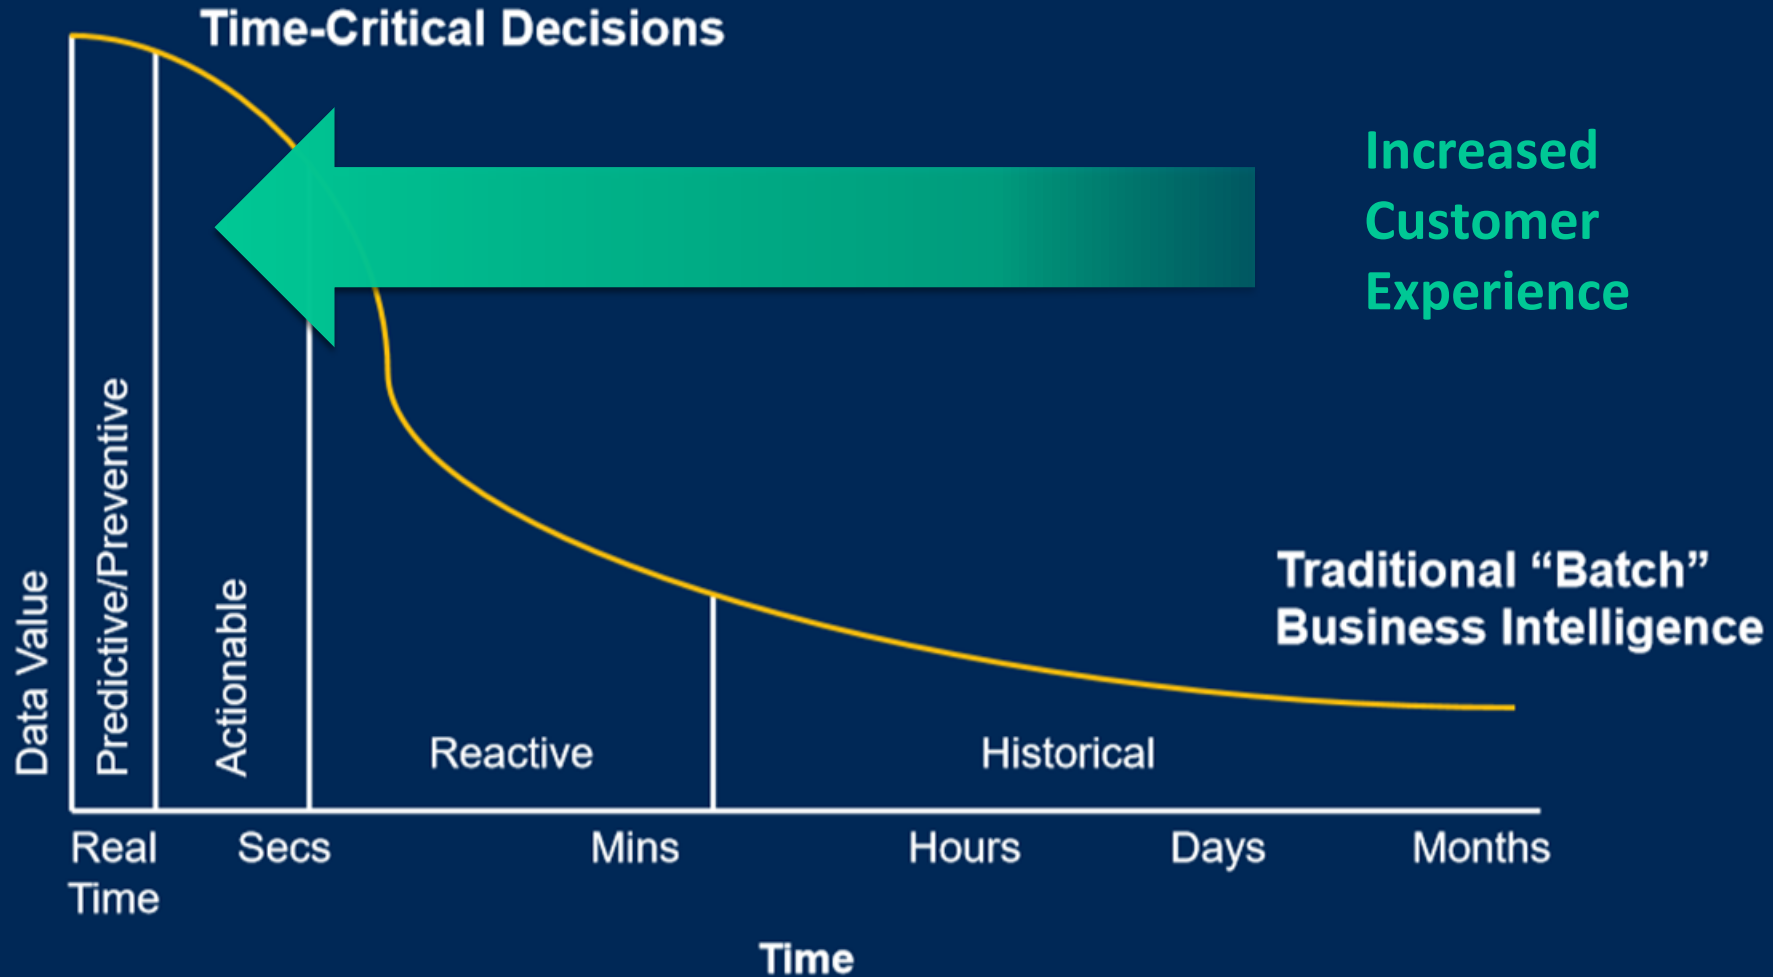 Time-Critical Decisions
Increased
Customer
Experience
Traditional “Batch”
Business Intelligence
Data Value
Predictive/Preventive
Actionable
Reactive
Historical
Real
Time
Secs
Mins
Hours
Days
Months
Time